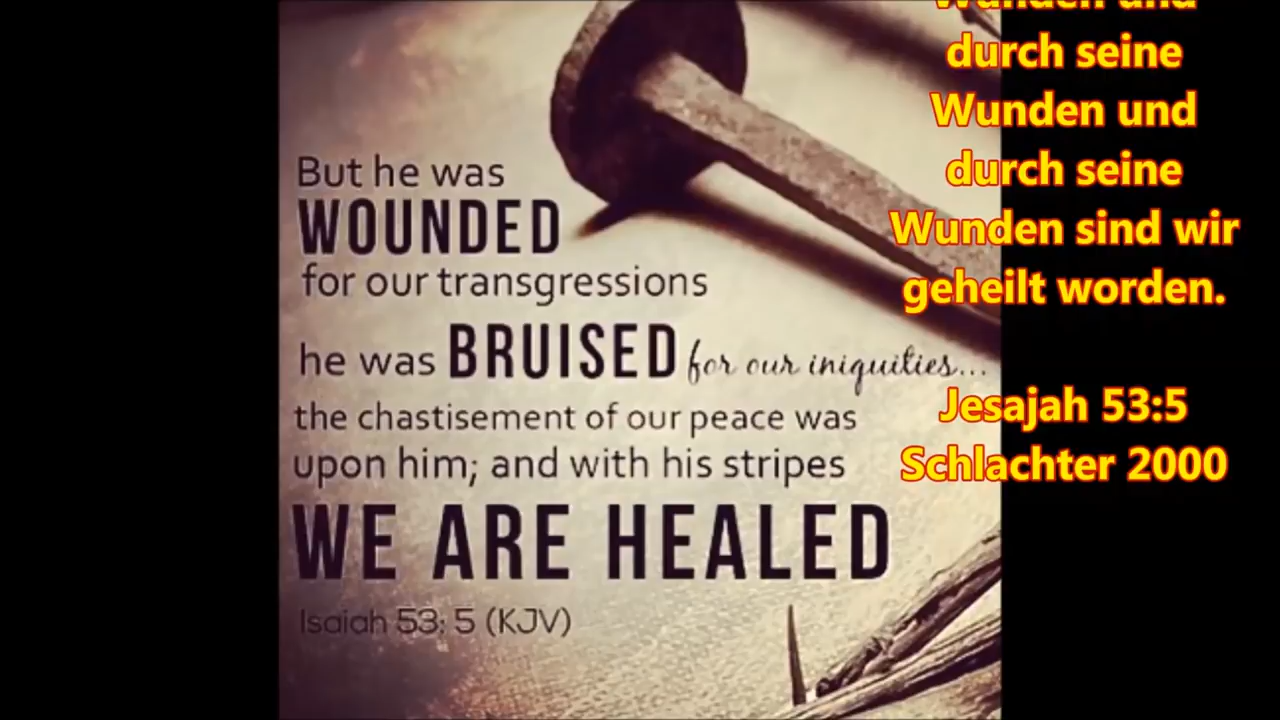 But he was
WOUNDED
for our transgressions
he was BRUISED for our iniquities...
the chastisement of our peace was
upon him; and with his stripes
WE ARE HEALED
Isaiah 53: 5 (KJV)
Wunden und
durch seine
Wunden und
durch seine
Wunden sind wir
geheilt worden.
Jesajah 53:5
Schlachter 2000